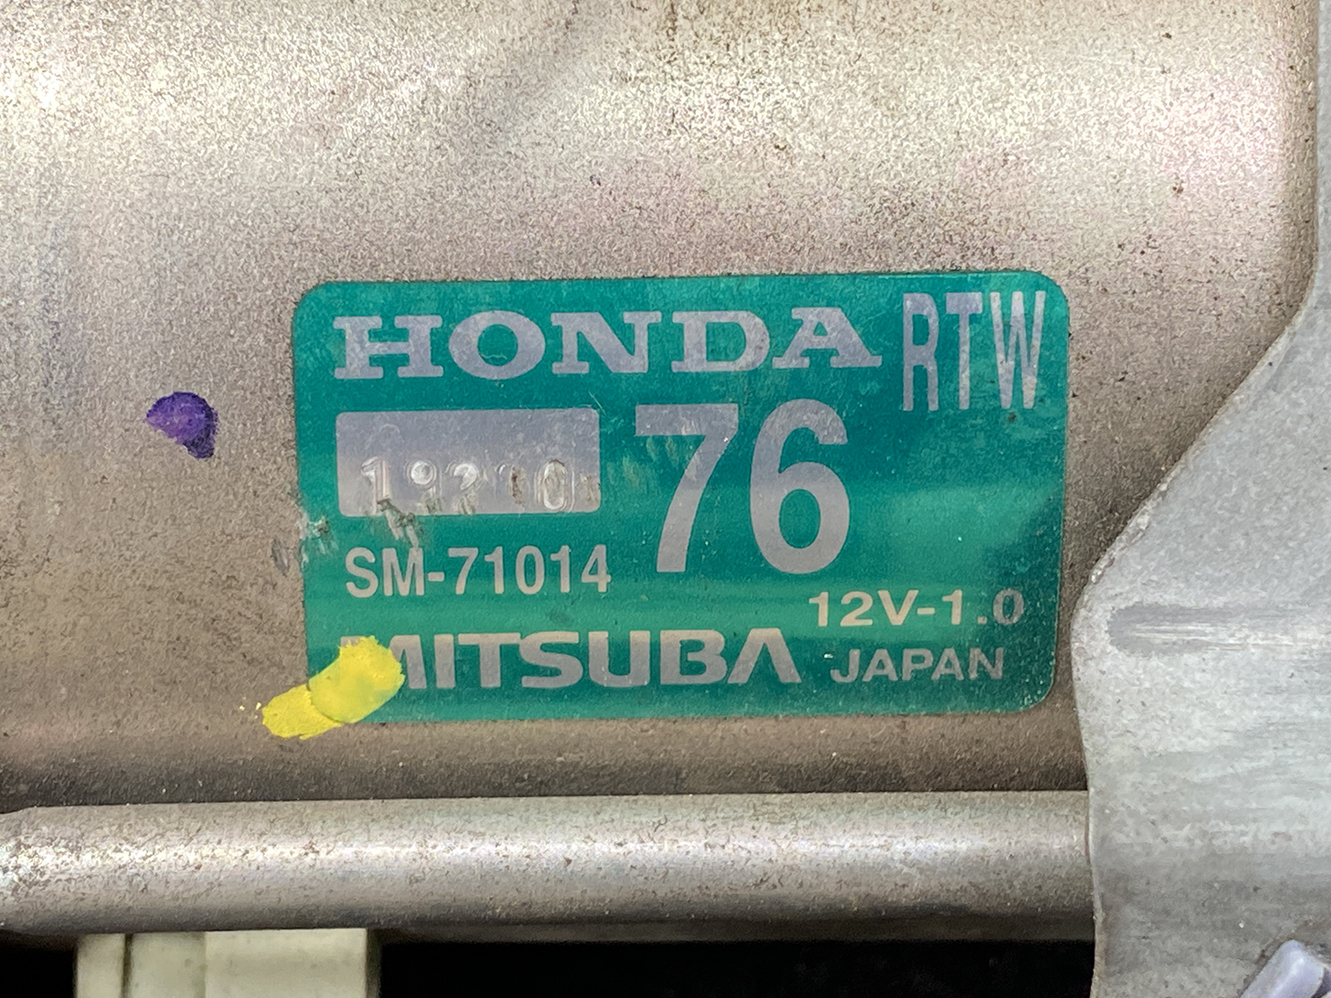 HONDA RTW
76
SM-71014
12V-1.0
MITSUBA JAPAN